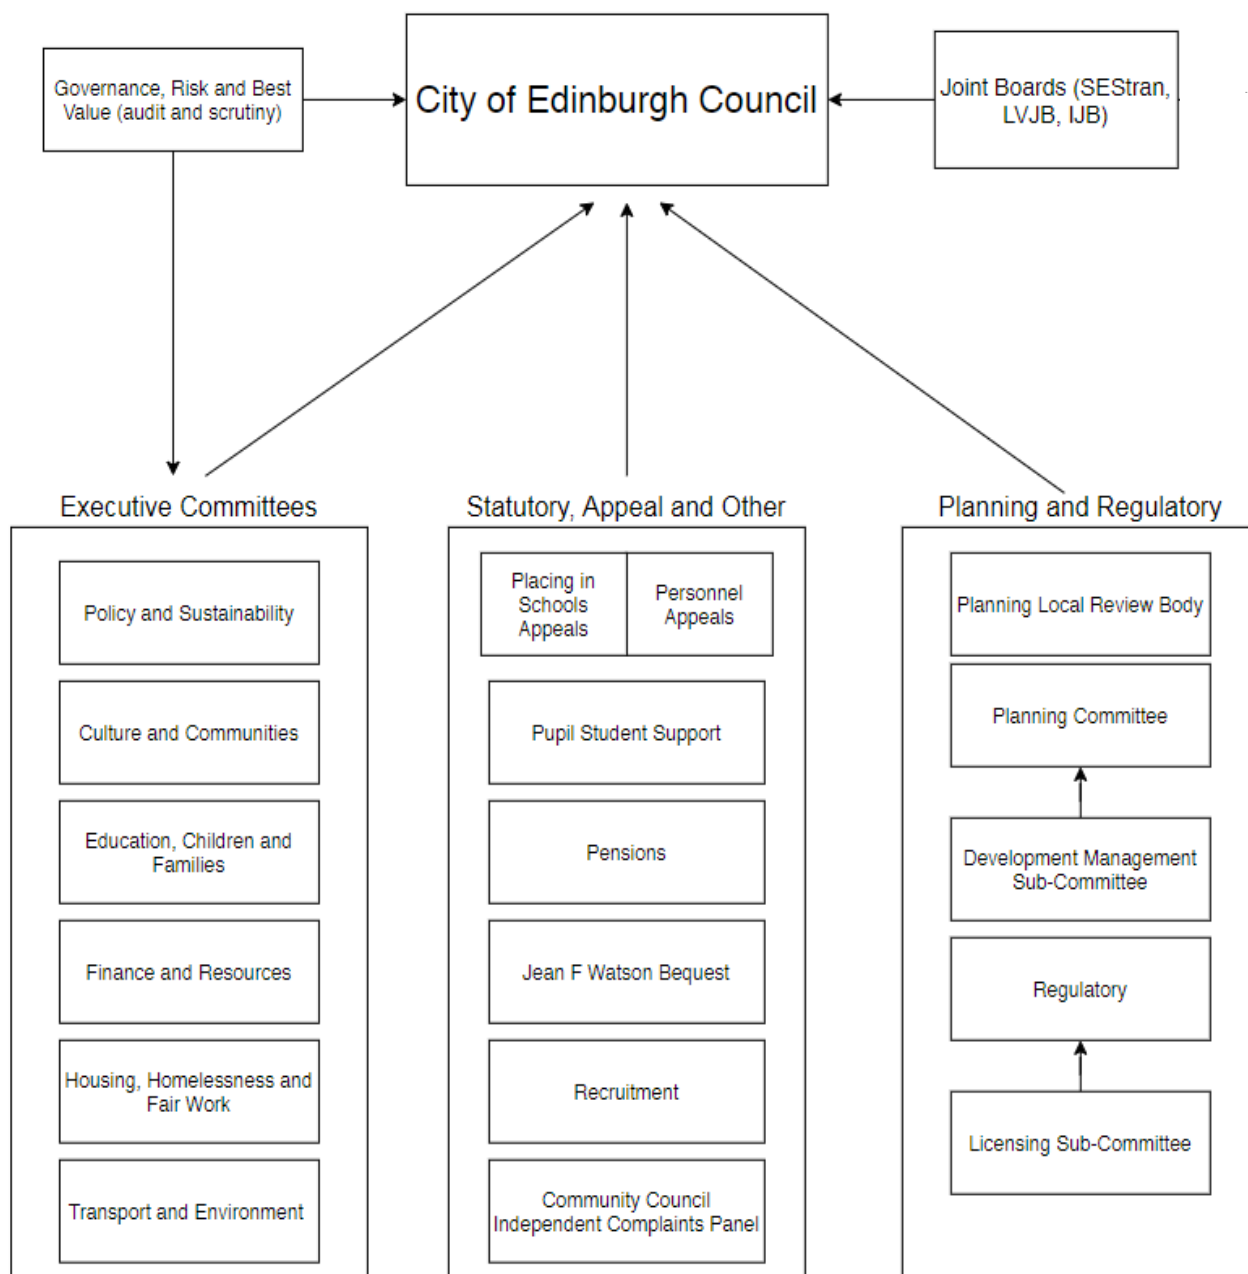 Governance, Risk and Best
Value (audit and scrutiny)
City of Edinburgh Council
Joint Boards (SEStran,
LVJB, IJB)
Executive Committees
Policy and Sustainability
Culture and Communities
Education, Children and
Families
Finance and Resources
Housing, Homelessness and
Fair Work
Transport and Environment
Statutory, Appeal and Other
Placing in
Schools
Appeals
Personnel
Appeals
Pupil Student Support
Pensions
Jean F Watson Bequest
Recruitment
Community Council
Independent Complaints Panel
Planning and Regulatory
Planning Local Review Body
Planning Committee
Development Management
Sub-Committee
Regulatory
Licensing Sub-Committee